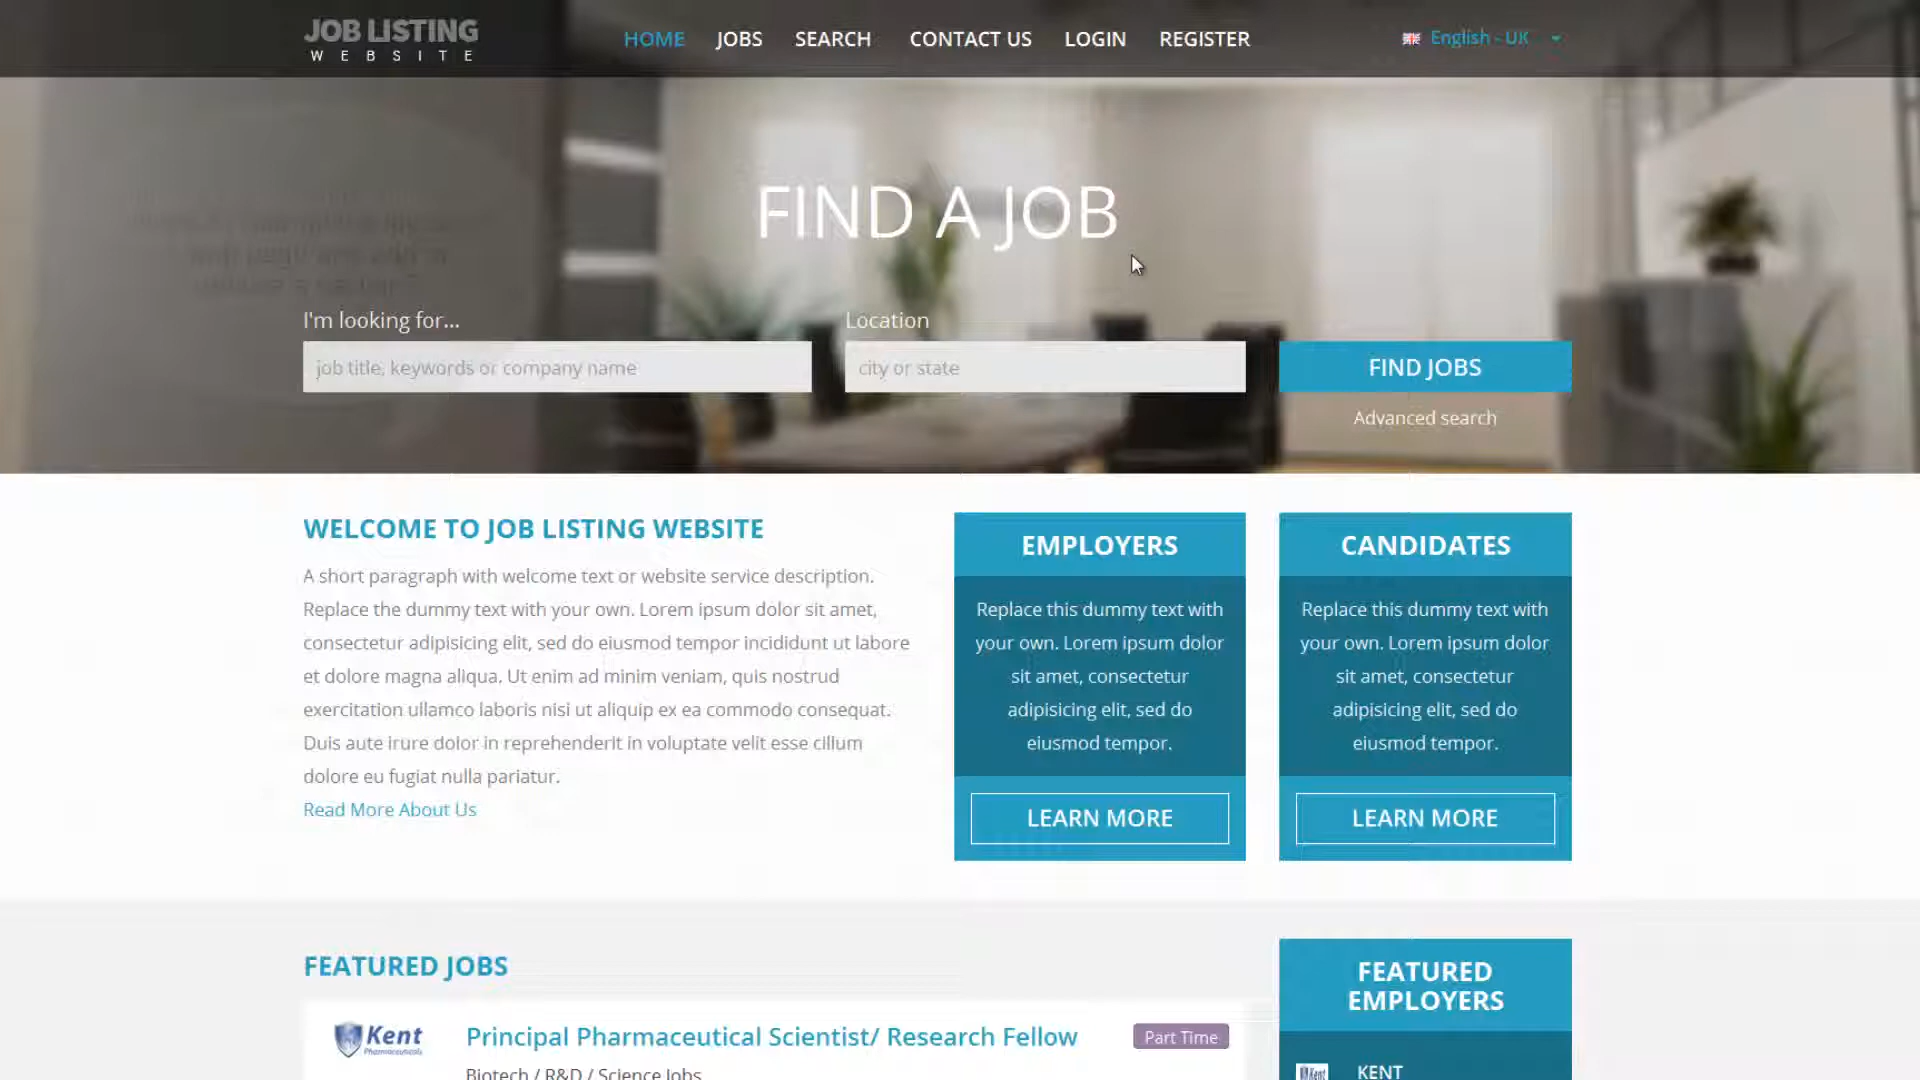 JOB LISTING
WEBSITE
HOME JOBS SEARCH CONTACT US LOGIN REGISTER
English - UK
FIND A JOB
I'm looking for...
Location
job title, keywords or company name
city or state
FIND JOBS
Advanced search
WELCOME TO JOB LISTING WEBSITE
A short paragraph with welcome text or website service description.
Replace the dummy text with your own. Lorem ipsum dolor sit amet,
consectetur adipisicing elit, sed do eiusmod tempor incididunt ut labore
et dolore magna aliqua. Ut enim ad minim veniam, quis nostrud
exercitation ullamco laboris nisi ut aliquip ex ea commodo consequat.
Duis aute irure dolor in reprehenderit in voluptate velit esse cillum
dolore eu fugiat nulla pariatur.
Read More About Us
EMPLOYERS
Replace this dummy text with
your own. Lorem ipsum dolor
sit amet, consectetur
adipisicing elit, sed do
eiusmod tempor.
LEARN MORE
CANDIDATES
Replace this dummy text with
your own. Lorem ipsum dolor
sit amet, consectetur
adipisicing elit, sed do
eiusmod tempor.
LEARN MORE
FEATURED JOBS
Kent
Pharmaceuticals
Principal Pharmaceutical Scientist/ Research Fellow
Part Time
Biotech / R&D / Science Jobs
FEATURED
EMPLOYERS
Kent
KENT